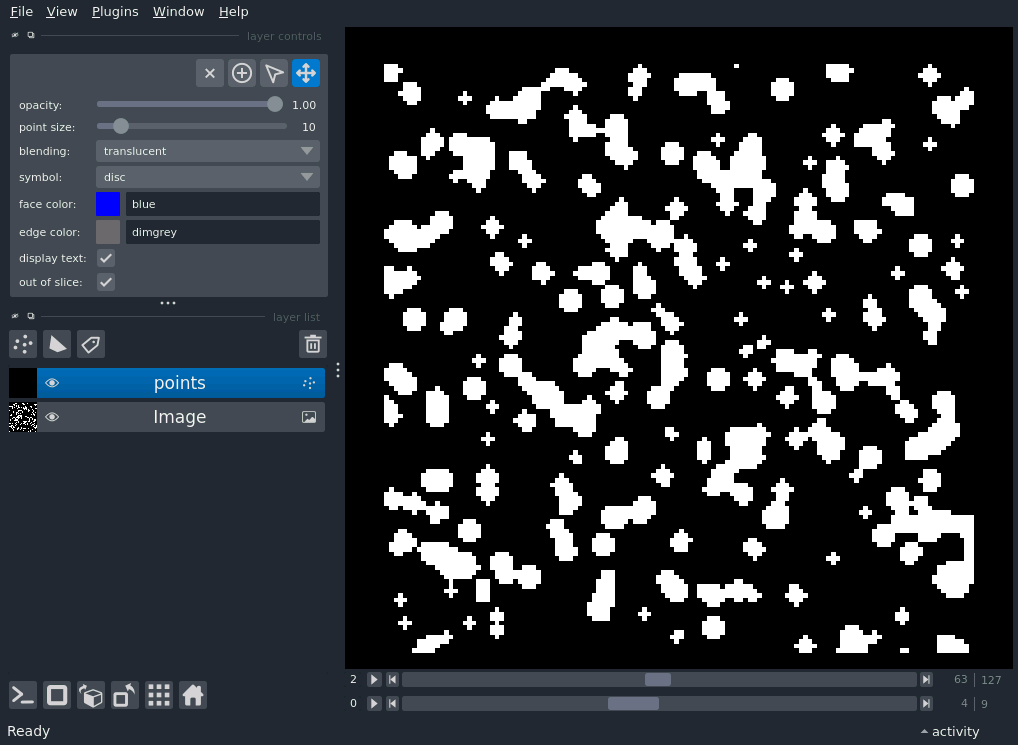 File View Plugins Window Help
layer controls
opacity: 1.00
point size: 10
blending: translucent
symbol: disc
face color: blue
edge color: dimgrey
display text:
out of slice:
layer list
points
Image
2 63 127
0 4 9
Ready activity